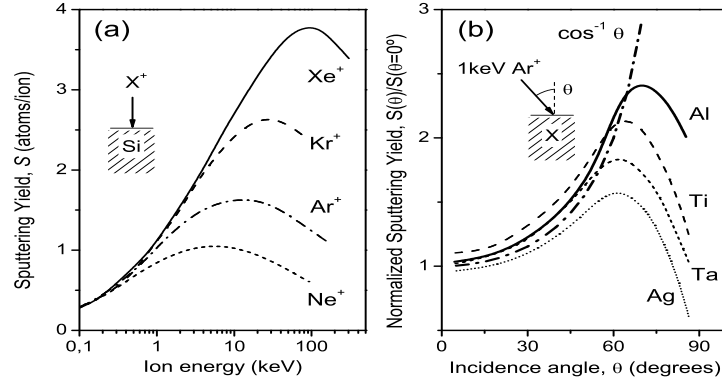 (a)
Sputtering Yield, S (atoms/ion)
4
3
2
1
0
X⁺
Si
Xe⁺
Kr⁺
Ar⁺
Ne⁺
0,1
1
10
100
Ion energy (keV)
(b)
Normalized Sputtering Yield, S(θ)/S(θ=0º)
2
1
cos⁻¹ θ
1keV Ar⁺
θ
X
Al
Ti
Ta
Ag
0
30
60
90
Incidence angle, θ (degrees)